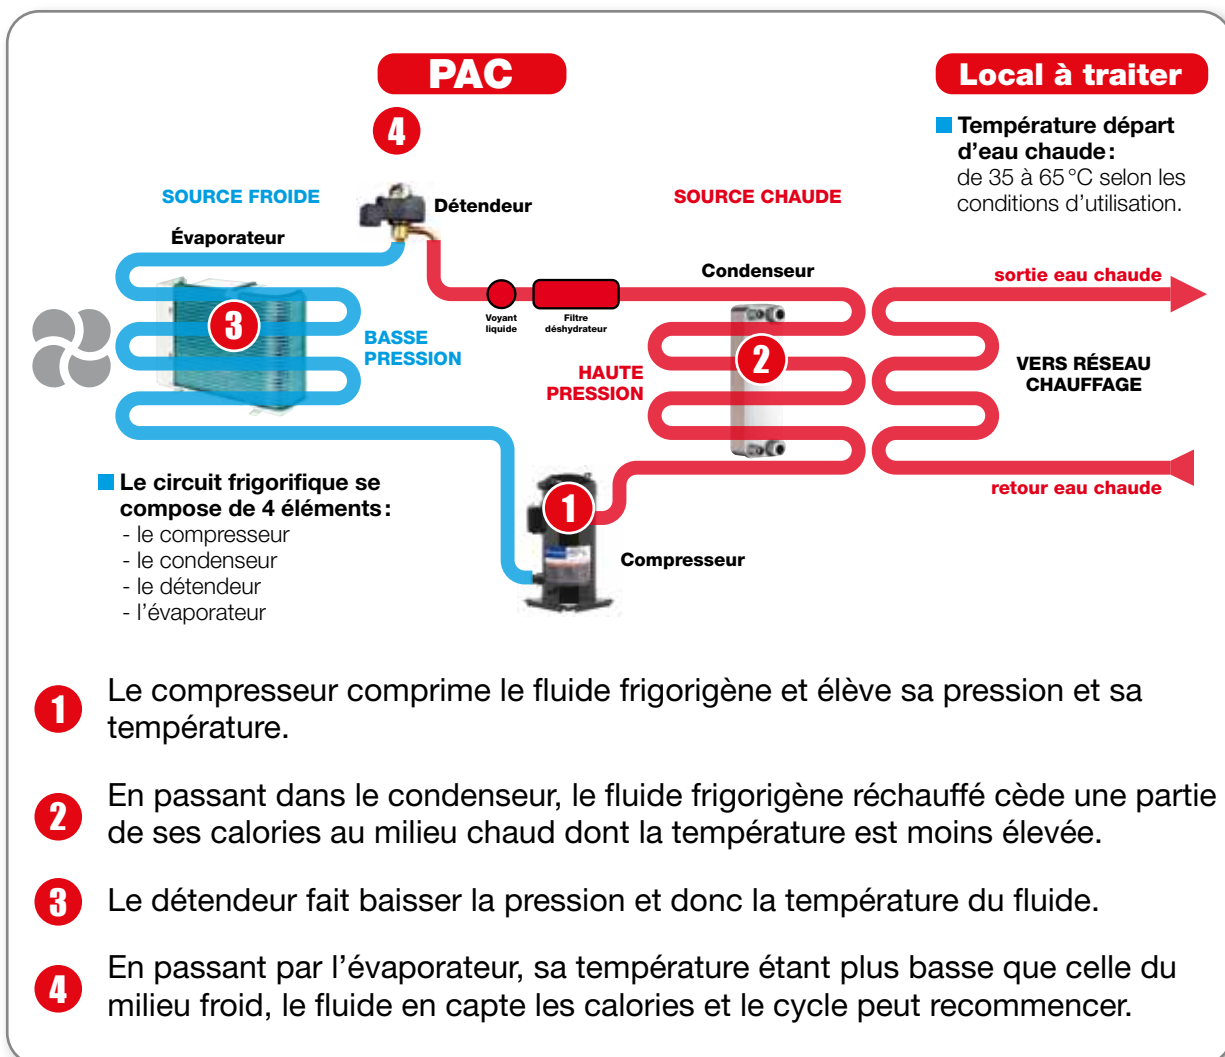 PAC
Local à traiter
4
Température départ
d’eau chaude :
de 35 à 65 °C selon les
conditions d’utilisation.
SOURCE FROIDE
Détendeur
SOURCE CHAUDE
Évaporateur
Condenseur
sortie eau chaude
3
Voyant
liquide
Filtre
déshydrateur
BASSE
PRESSION
2
HAUTE
PRESSION
VERS RÉSEAU
CHAUFFAGE
Le circuit frigorifique se
compose de 4 éléments :
- le compresseur
- le condenseur
- le détendeur
- l’évaporateur
1
Compresseur
retour eau chaude
1
Le compresseur comprime le fluide frigorigène et élève sa pression et sa
température.
2
En passant dans le condenseur, le fluide frigorigène réchauffé cède une partie
de ses calories au milieu chaud dont la température est moins élevée.
3
Le détendeur fait baisser la pression et donc la température du fluide.
4
En passant par l’évaporateur, sa température étant plus basse que celle du
milieu froid, le fluide en capte les calories et le cycle peut recommencer.